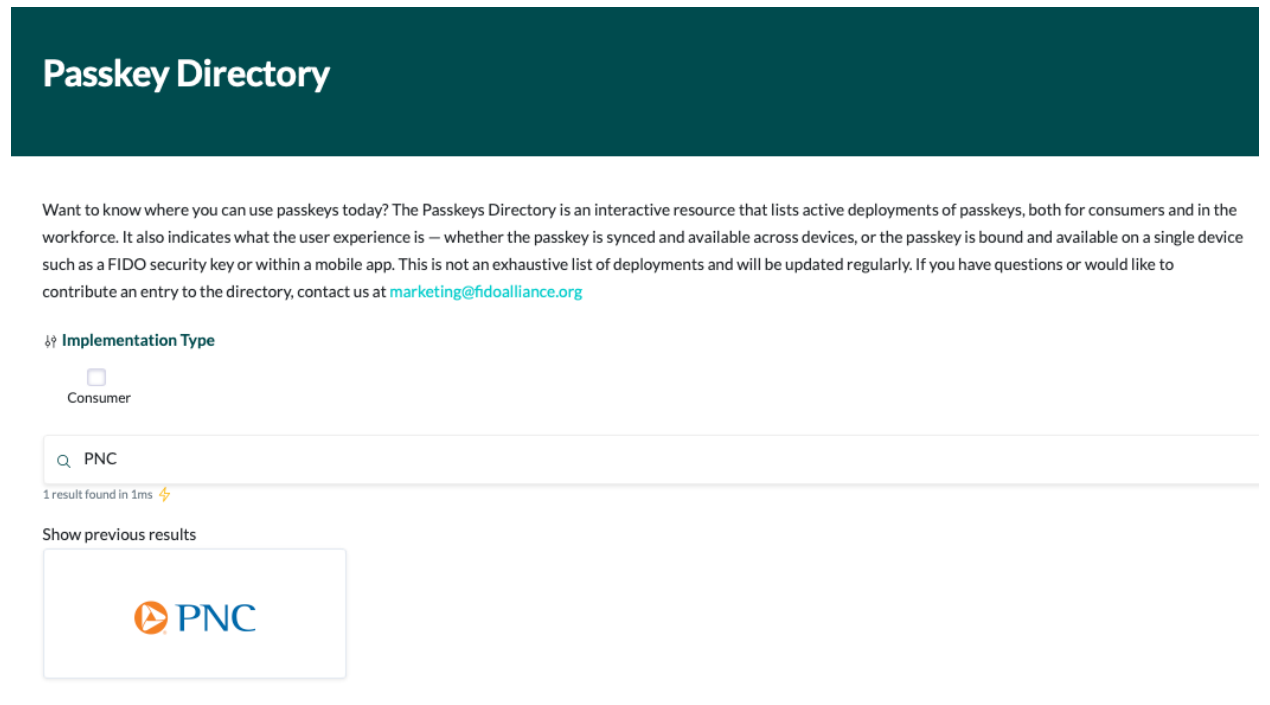 Passkey Directory
Want to know where you can use passkeys today? The Passkeys Directory is an interactive resource that lists active deployments of passkeys, both for consumers and in the
workforce. It also indicates what the user experience is — whether the passkey is synced and available across devices, or the passkey is bound and available on a single device
such as a FIDO security key or within a mobile app. This is not an exhaustive list of deployments and will be updated regularly. If you have questions or would like to
contribute an entry to the directory, contact us at marketing@fidoalliance.org
Implementation Type
Consumer
PNC
1 result found in 1ms
Show previous results
PNC